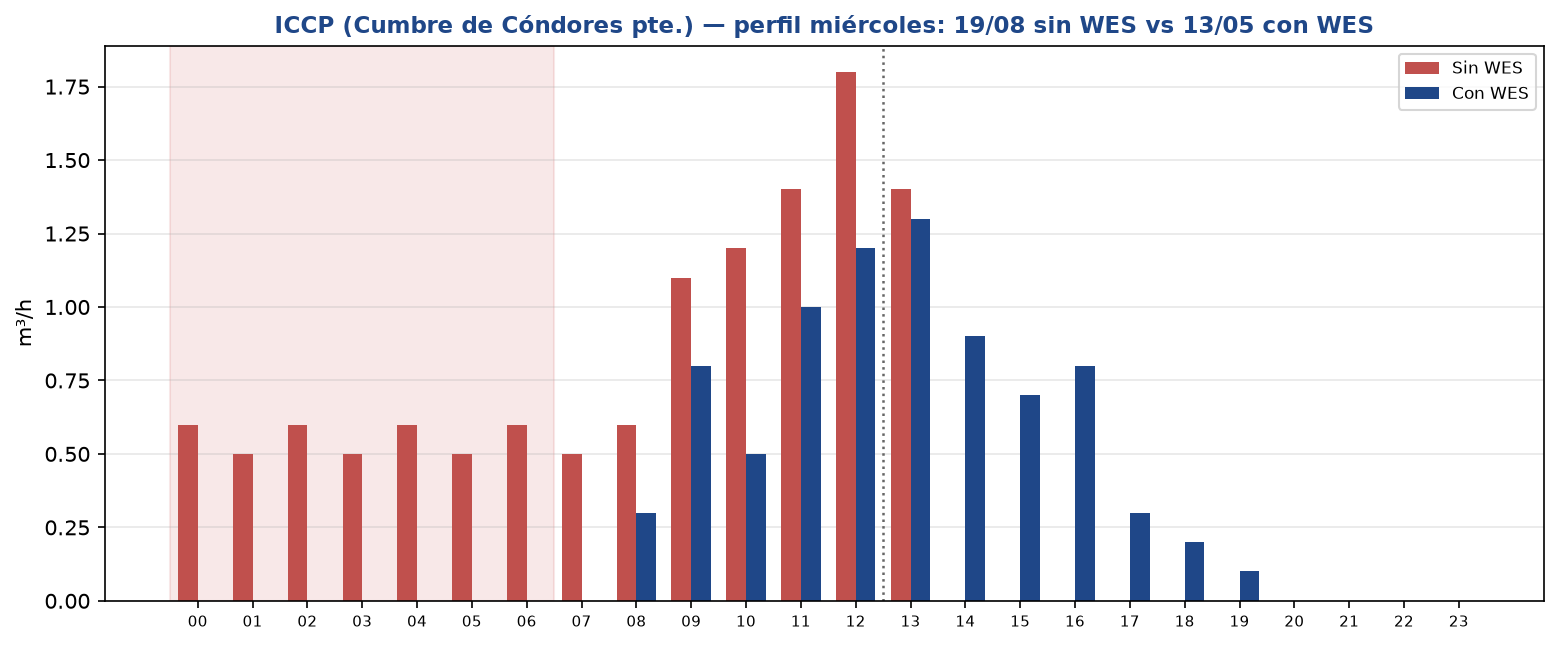 ICCP (Cumbre de Cóndores pte.) — perfil miércoles: 19/08 sin WES vs 13/05 con WES
Sin WES
Con WES
m³/h
1.75
1.50
1.25
1.00
0.75
0.50
0.25
0.00
00 01 02 03 04 05 06 07 08 09 10 11 12 13 14 15 16 17 18 19 20 21 22 23